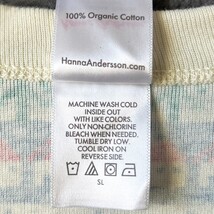 100% Organic Cotton
HannaAndersson.com
MACHINE WASH COLD
INSIDE OUT
WITH LIKE COLORS.
ONLY NON-CHLORINE
BLEACH WHEN NEEDED.
TUMBLE DRY LOW.
COOL IRON ON
REVERSE SIDE.
SL